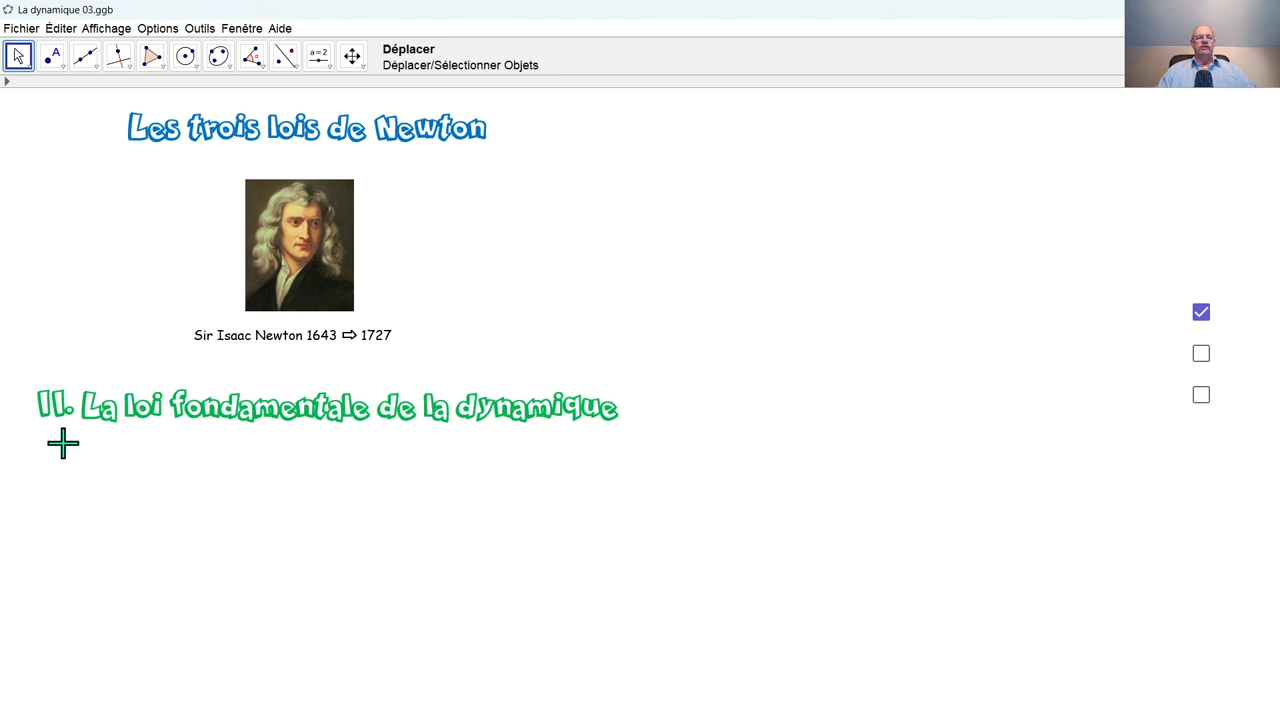 La dynamique 03.ggb
Fichier Éditer Affichage Options Outils Fenêtre Aide
A
α
a=2
Déplacer
Déplacer/Sélectionner Objets
Les trois lois de Newton
Sir Isaac Newton 1643 ⇨ 1727
II. La loi fondamentale de la dynamique